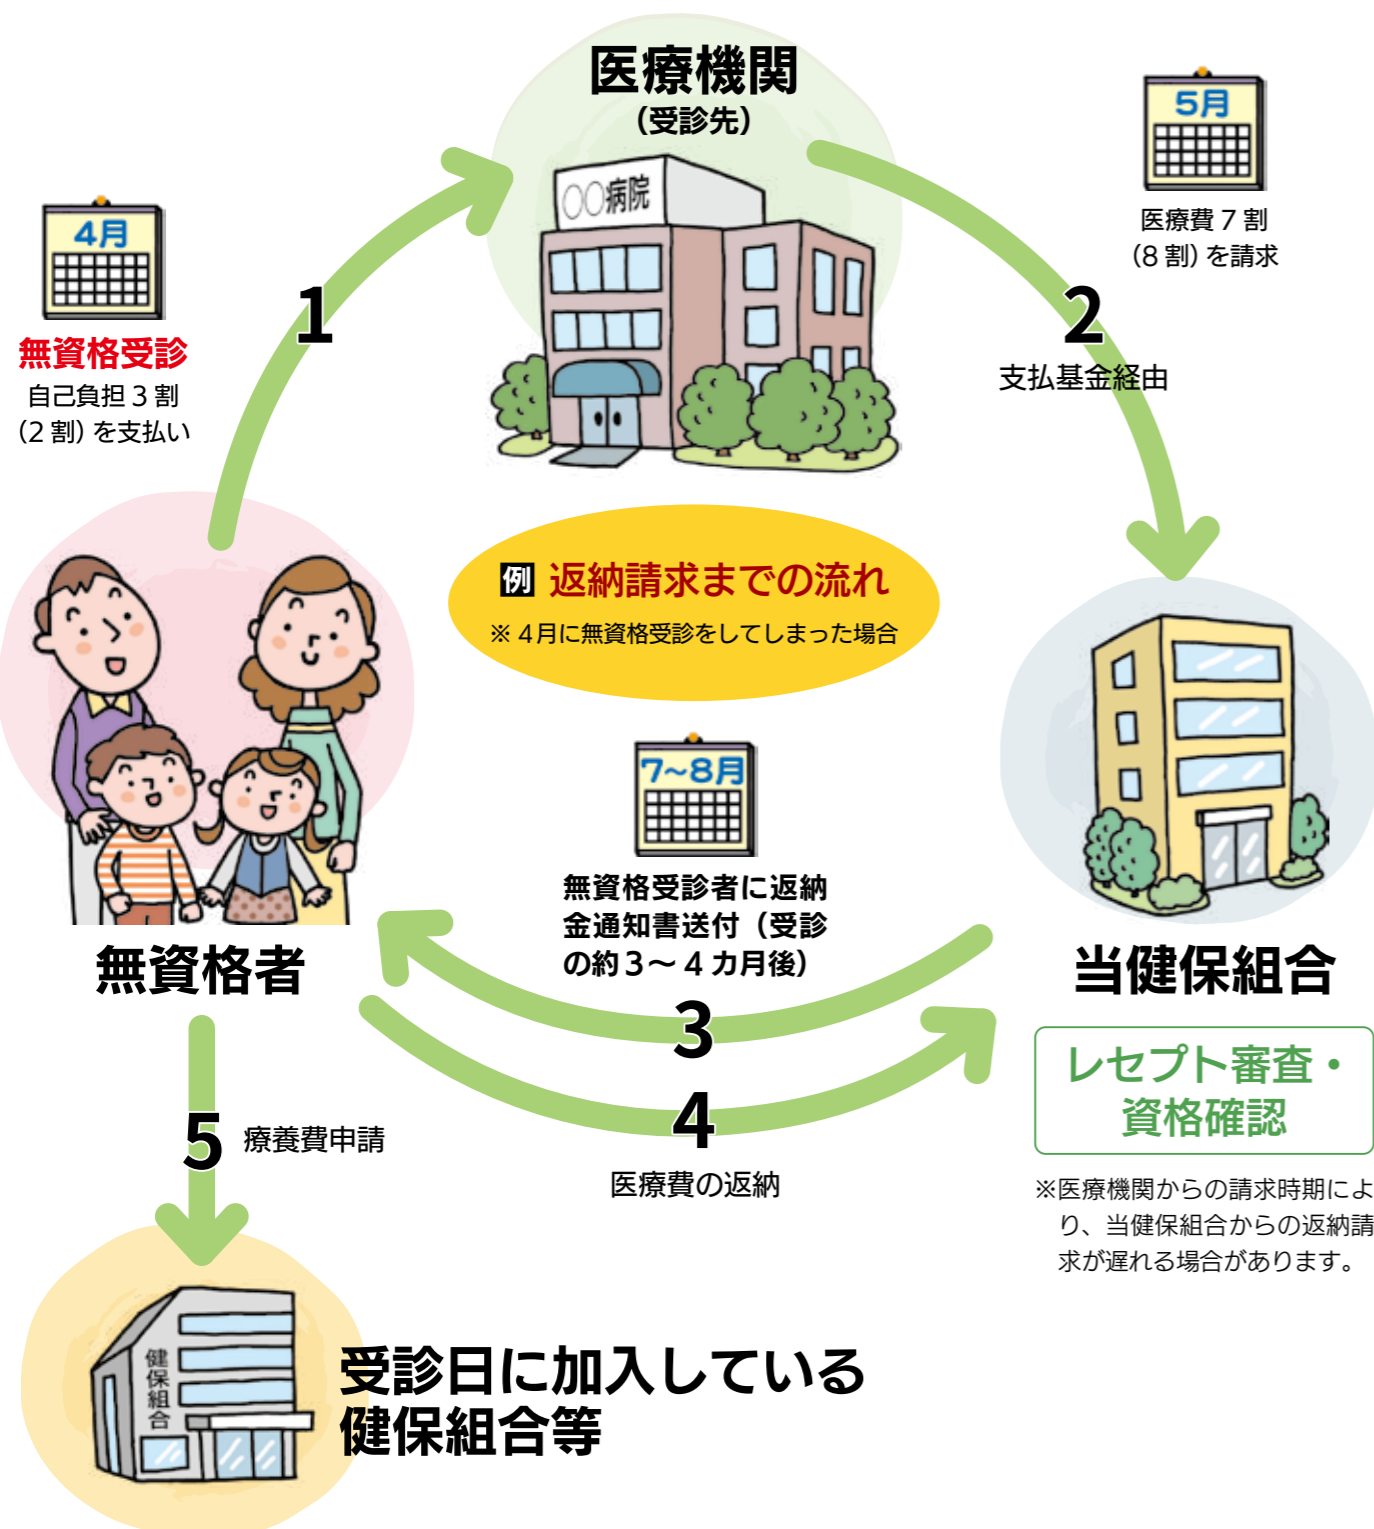 医療機関
（受診先）
○○病院
4月
無資格受診
自己負担３割
（２割）を支払い
1
5月
医療費７割
（８割）を請求
2
支払基金経由
例 返納請求までの流れ
※４月に無資格受診をしてしまった場合
7〜8月
無資格受診者に返納
金通知書送付（受診
の約３〜４カ月後）
3
無資格者
当健保組合
レセプト審査・
資格確認
※医療機関からの請求時期によ
り、当健保組合からの返納請
求が遅れる場合があります。
4
医療費の返納
5
療養費申請
健保組合
受診日に加入している
健保組合等